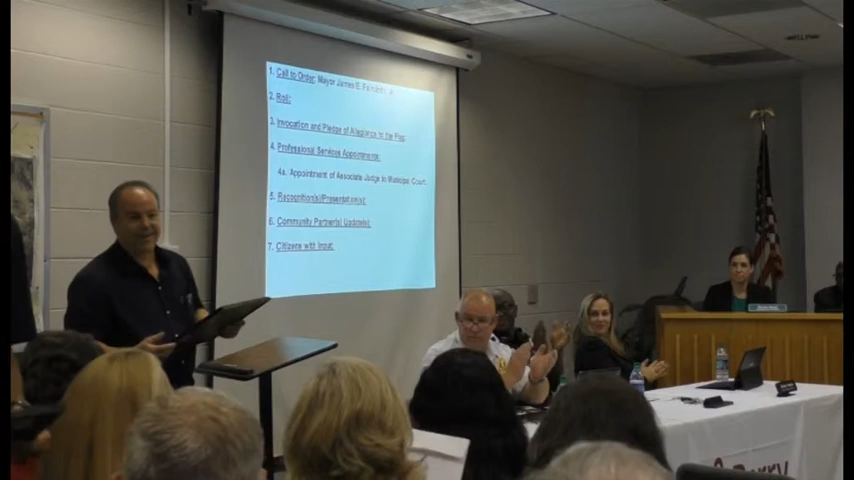 1. Call to Order: Mayor James E.
2. Roll:
3. Invocation and Pledge of Allegiance to the Flag:
4. Professional Services Appointments:
4a. Appointment of Associate Judge to Municipal Court:
5. Recognition(s)/Presentation(s):
6. Community Partner(s) Update(s):
7. Citizens with Input:
Perry